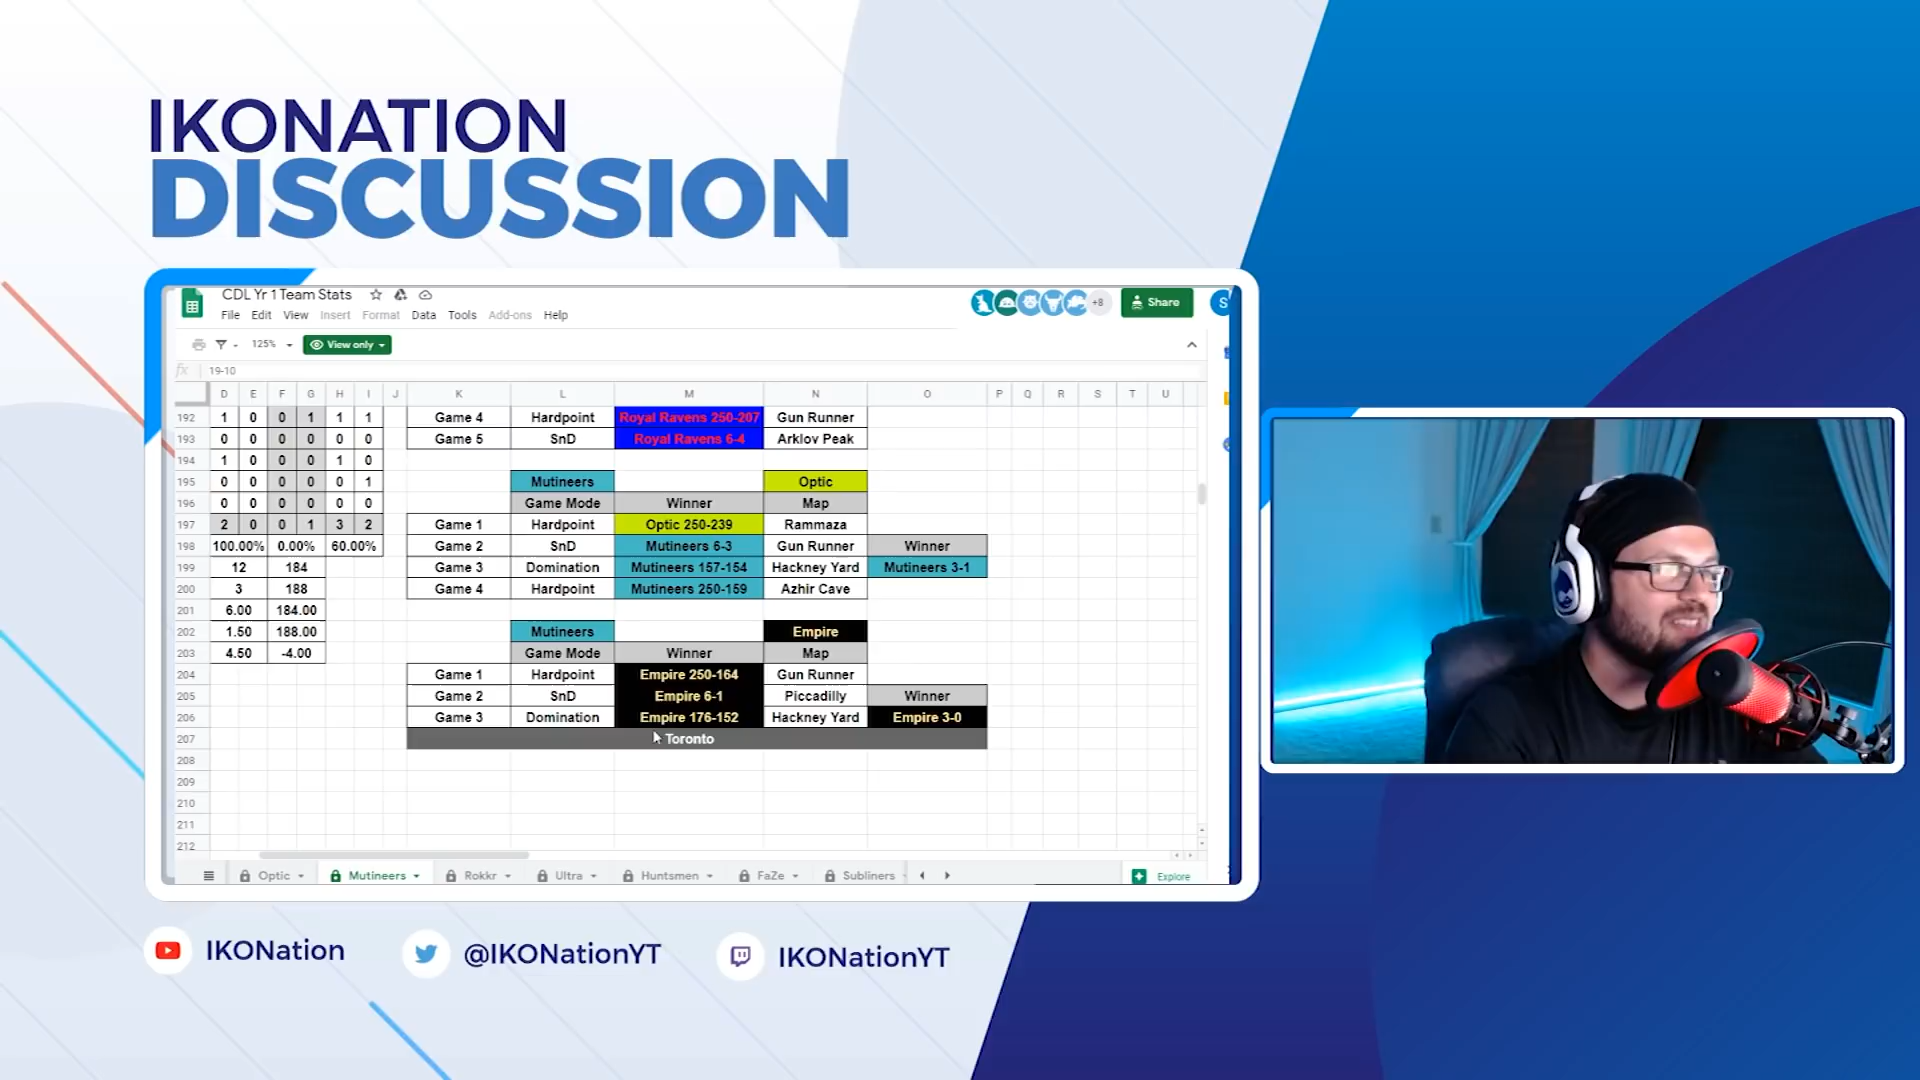 IKONATION
DISCUSSION
CDL Yr 1 Team Stats
+8
Share
S
File Edit View Insert Format Data Tools Add-ons Help
125% View only
fx 19-10
D E F G H I J K L M N O P Q R S T U
192 1 0 0 1 1 1 Game 4 Hardpoint Royal Ravens 250-207 Gun Runner
193 0 0 0 0 0 0 Game 5 SnD Royal Ravens 6-4 Arklov Peak
194 1 0 0 0 1 0
195 0 0 0 0 0 1 Mutineers Optic
196 0 0 0 0 0 0 Game Mode Winner Map
197 2 0 0 1 3 2 Game 1 Hardpoint Optic 250-239 Rammaza
198 100.00% 0.00% 60.00% Game 2 SnD Mutineers 6-3 Gun Runner Winner
199 12 184 Game 3 Domination Mutineers 157-154 Hackney Yard Mutineers 3-1
200 3 188 Game 4 Hardpoint Mutineers 250-159 Azhir Cave
201 6.00 184.00
202 1.50 188.00 Mutineers Empire
203 4.50 -4.00 Game Mode Winner Map
204 Game 1 Hardpoint Empire 250-164 Gun Runner
205 Game 2 SnD Empire 6-1 Piccadilly Winner
206 Game 3 Domination Empire 176-152 Hackney Yard Empire 3-0
207 Toronto
208
209
210
211
212
Optic Mutineers Rokkr Ultra Huntsmen FaZe Subliners Explore
IKONation @IKONationYT IKONationYT